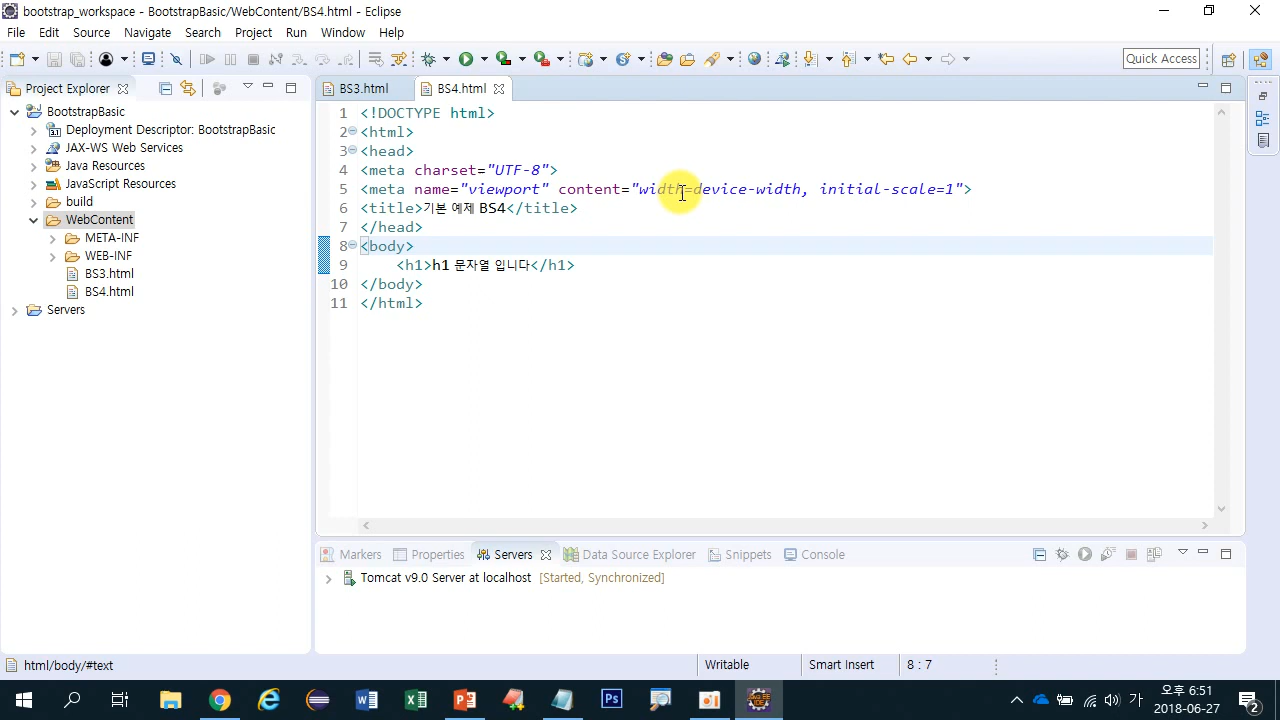 bootstrap_workspace - BootstrapBasic/WebContent/BS4.html - Eclipse
File Edit Source Navigate Search Project Run Window Help
Quick Access
Project Explorer
BootstrapBasic
Deployment Descriptor: BootstrapBasic
JAX-WS Web Services
Java Resources
JavaScript Resources
build
WebContent
META-INF
WEB-INF
BS3.html
BS4.html
Servers
BS3.html BS4.html
1 <!DOCTYPE html>
2 <html>
3 <head>
4 <meta charset="UTF-8">
5 <meta name="viewport" content="width=device-width, initial-scale=1">
6 <title>기본 예제 BS4</title>
7 </head>
8 <body>
9 <h1>h1 문자열 입니다</h1>
10 </body>
11 </html>
Markers Properties Servers Data Source Explorer Snippets Console
Tomcat v9.0 Server at localhost [Started, Synchronized]
html/body/#text Writable Smart Insert 8 : 7
가 오후 6:51
2018-06-27 2